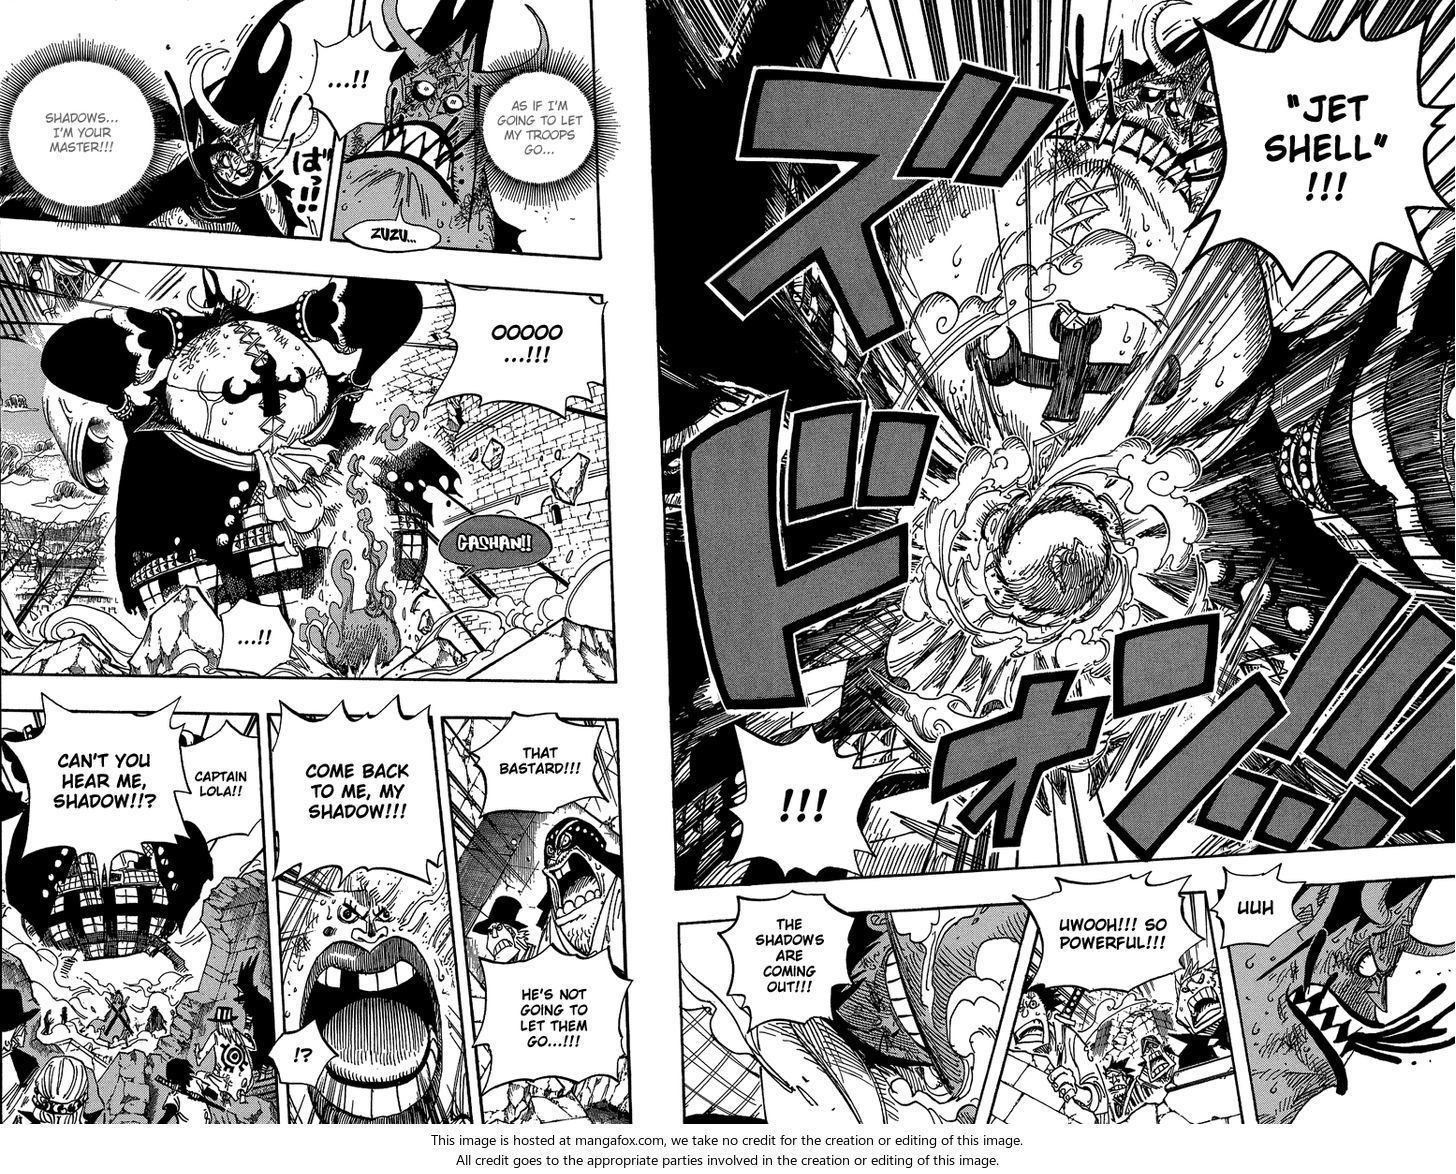 "JET
SHELL"
!!!
ズドォン!!!
!!!
UUH
UWOOH!!! SO
POWERFUL!!!
THE
SHADOWS
ARE
COMING
OUT!!!
AS IF I'M
GOING TO LET
MY TROOPS
GO...
...!!
ZUZU...
ばっ!!!
SHADOWS...
I'M YOUR
MASTER!!!
OOOOO
...!!!
GASHAN!!
...!!
THAT
BASTARD!!!
HE'S NOT
GOING TO
LET THEM
GO...!!!
COME BACK
TO ME, MY
SHADOW!!!
!?
CAPTAIN
LOLA!!
CAN'T YOU
HEAR ME,
SHADOW!!?
This image is hosted at mangafox.com, we take no credit for the creation or editing of this image.
All credit goes to the appropriate parties involved in the creation or editing of this image.